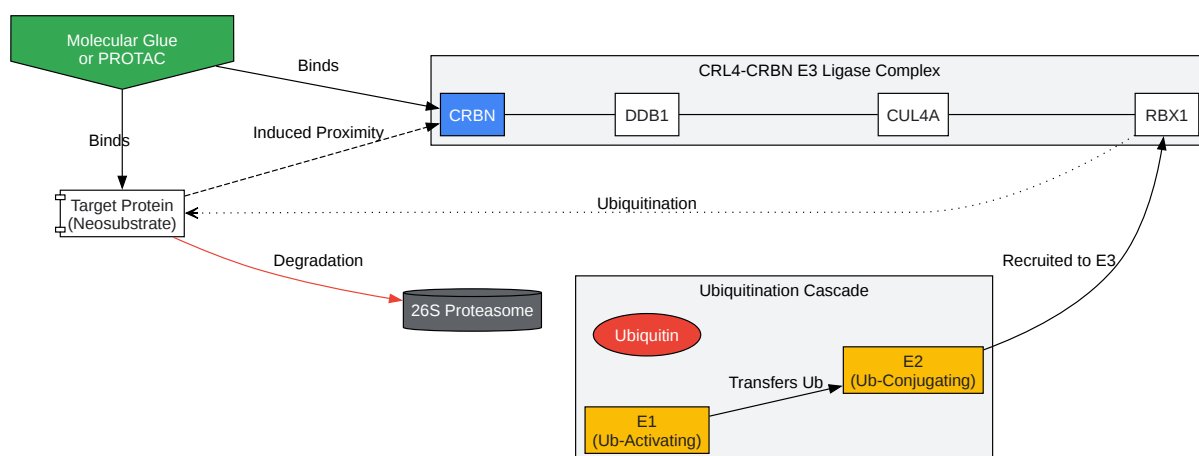 Molecular Glue
or PROTAC
Binds
CRL4-CRBN E3 Ligase Complex
CRBN
DDB1
CUL4A
RBX1
Induced Proximity
Binds
Target Protein
(Neosubstrate)
Ubiquitination
Degradation
Recruited to E3
26S Proteasome
Ubiquitination Cascade
Ubiquitin
E2
(Ub-Conjugating)
Transfers Ub
E1
(Ub-Activating)